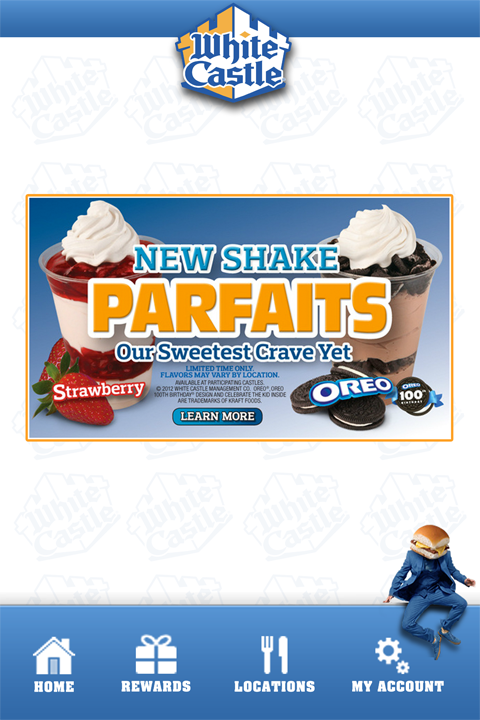 White
Castle
NEW SHAKE
PARFAITS
Our Sweetest Crave Yet
LIMITED TIME ONLY.
FLAVORS MAY VARY BY LOCATION.
AVAILABLE AT PARTICIPATING CASTLES.
© 2012 WHITE CASTLE MANAGEMENT CO. OREO®, OREO
100TH BIRTHDAY® DESIGN AND CELEBRATE THE KID INSIDE
ARE TRADEMARKS OF KRAFT FOODS.
LEARN MORE
Strawberry
OREO
OREO
100TH
BIRTHDAY
HOME
REWARDS
LOCATIONS
MY ACCOUNT